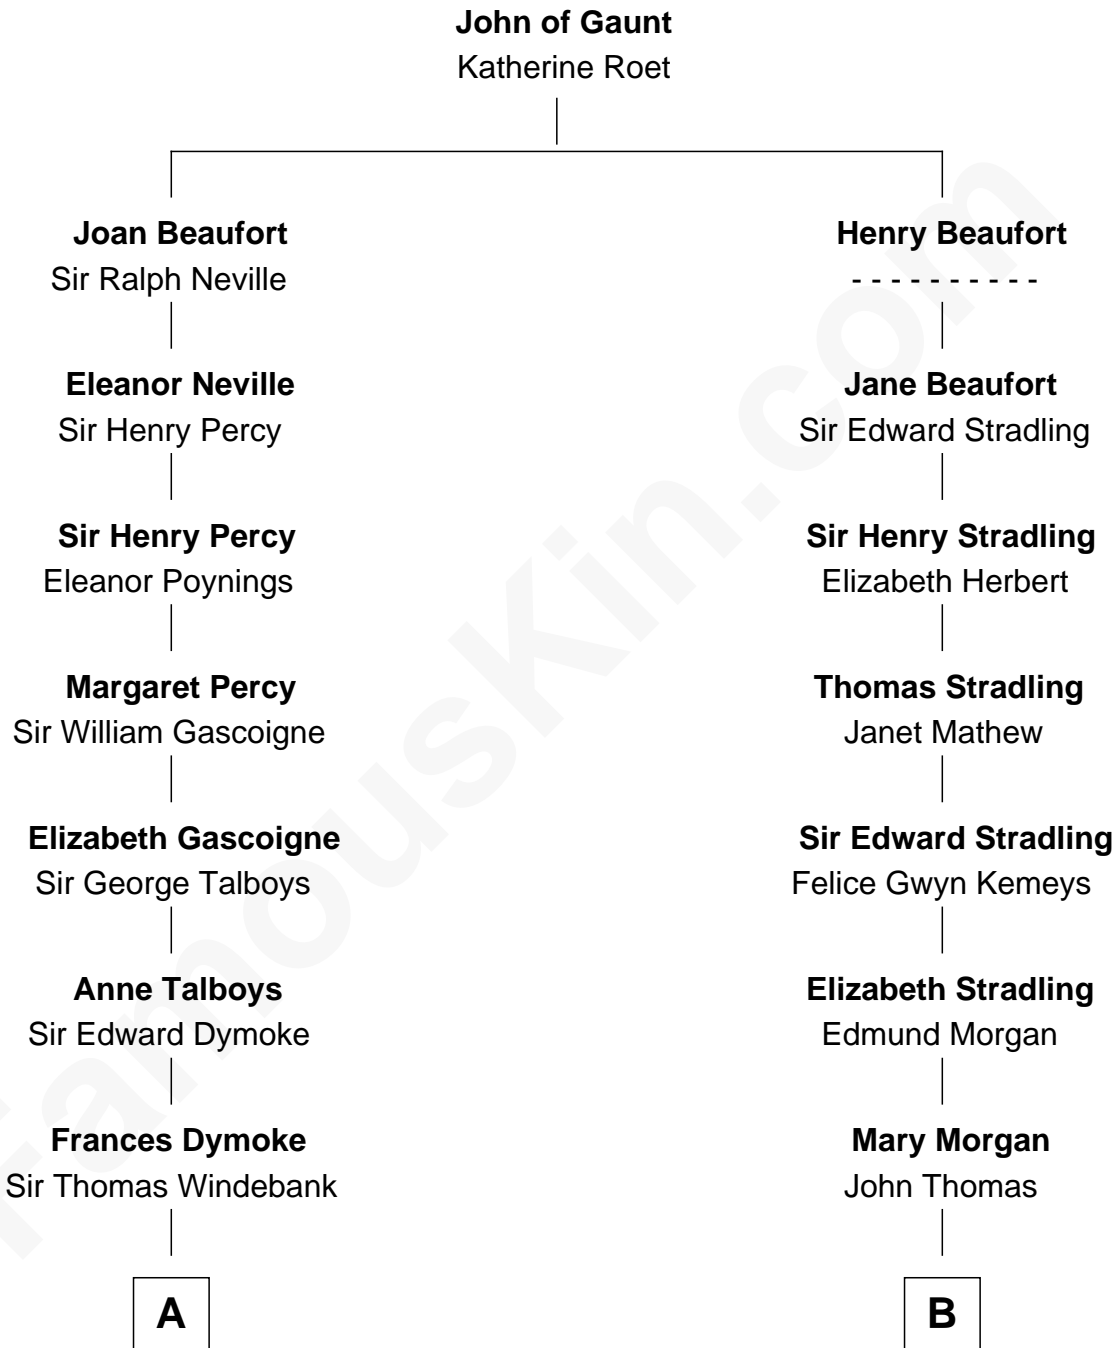 John of Gaunt
Katherine Roet
Joan Beaufort
Sir Ralph Neville
Henry Beaufort
- - - - - - - - - -
Eleanor Neville
Sir Henry Percy
Jane Beaufort
Sir Edward Stradling
Sir Henry Percy
Eleanor Poynings
Sir Henry Stradling
Elizabeth Herbert
Margaret Percy
Sir William Gascoigne
Thomas Stradling
Janet Mathew
Elizabeth Gascoigne
Sir George Talboys
Sir Edward Stradling
Felice Gwyn Kemeys
Anne Talboys
Sir Edward Dymoke
Elizabeth Stradling
Edmund Morgan
Frances Dymoke
Sir Thomas Windebank
Mary Morgan
John Thomas
A
B
FamousKin.com